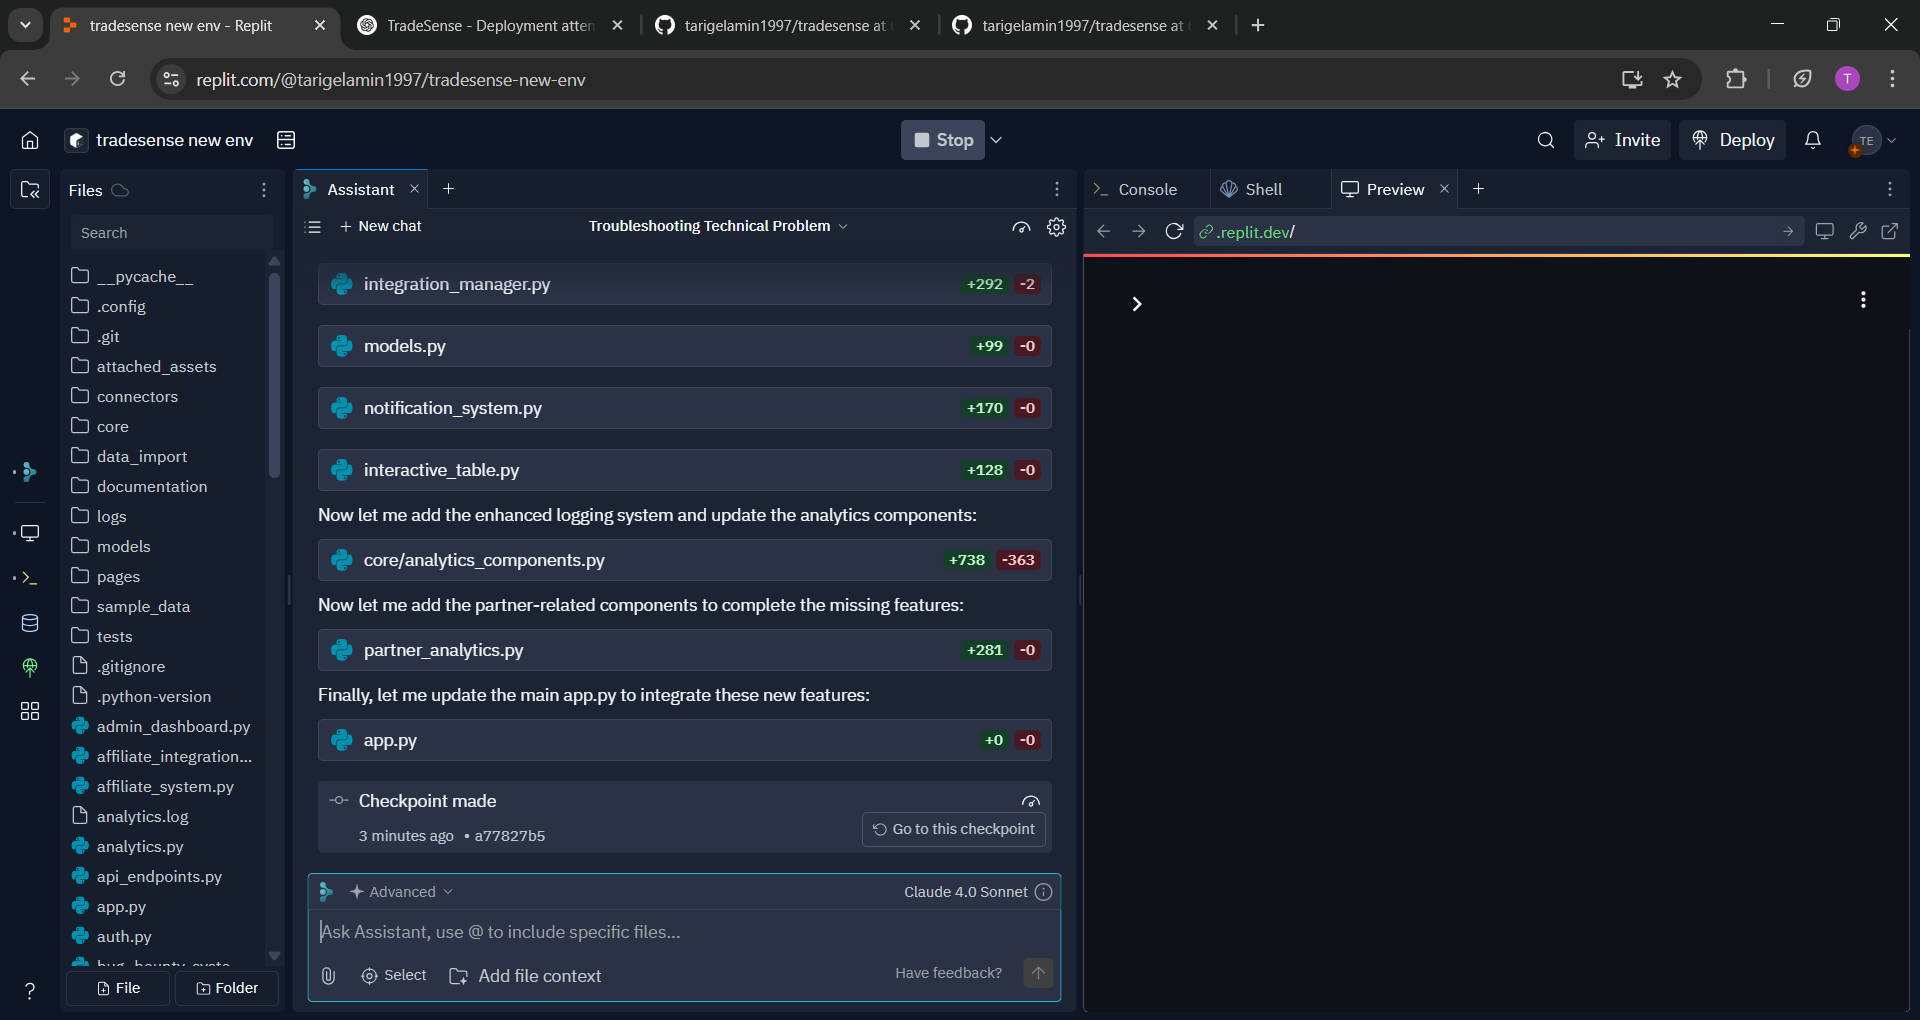 tradesense new env - Replit
TradeSense - Deployment atten
tarigelamin1997/tradesense at
tarigelamin1997/tradesense at
replit.com/@tarigelamin1997/tradesense-new-env
T
tradesense new env
Stop
Invite
Deploy
TE
Files
Search
__pycache__
.config
.git
attached_assets
connectors
core
data_import
documentation
logs
models
pages
sample_data
tests
.gitignore
.python-version
admin_dashboard.py
affiliate_integration...
affiliate_system.py
analytics.log
analytics.py
api_endpoints.py
app.py
auth.py
File
Folder
Assistant
New chat
Troubleshooting Technical Problem
integration_manager.py +292 -2
models.py +99 -0
notification_system.py +170 -0
interactive_table.py +128 -0
Now let me add the enhanced logging system and update the analytics components:
core/analytics_components.py +738 -363
Now let me add the partner-related components to complete the missing features:
partner_analytics.py +281 -0
Finally, let me update the main app.py to integrate these new features:
app.py +0 -0
Checkpoint made
3 minutes ago • a77827b5
Go to this checkpoint
Advanced
Claude 4.0 Sonnet
Ask Assistant, use @ to include specific files...
Select
Add file context
Have feedback?
Console
Shell
Preview
.replit.dev/